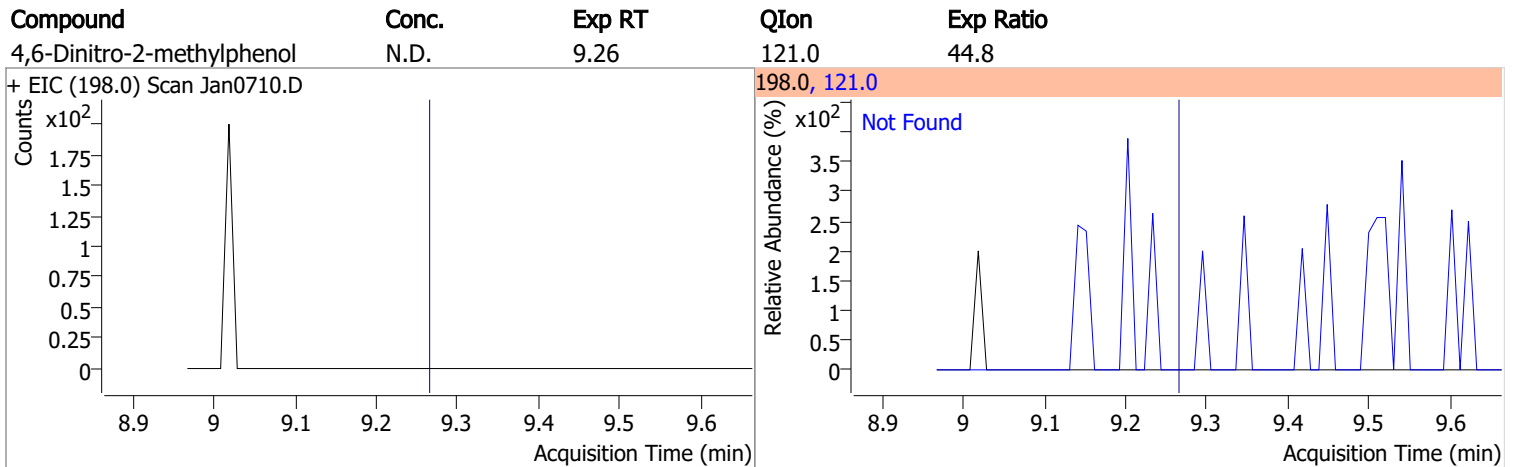 Compound Conc. Exp RT QIon Exp Ratio
4,6-Dinitro-2-methylphenol N.D. 9.26 121.0 44.8
+ EIC (198.0) Scan Jan0710.D
Counts
x10²
1.75
1.5
1.25
1
0.75
0.5
0.25
0
8.9 9 9.1 9.2 9.3 9.4 9.5 9.6
Acquisition Time (min)
198.0, 121.0
Relative Abundance (%)
x10²
Not Found
3.5
3
2.5
2
1.5
1
0.5
0
8.9 9 9.1 9.2 9.3 9.4 9.5 9.6
Acquisition Time (min)